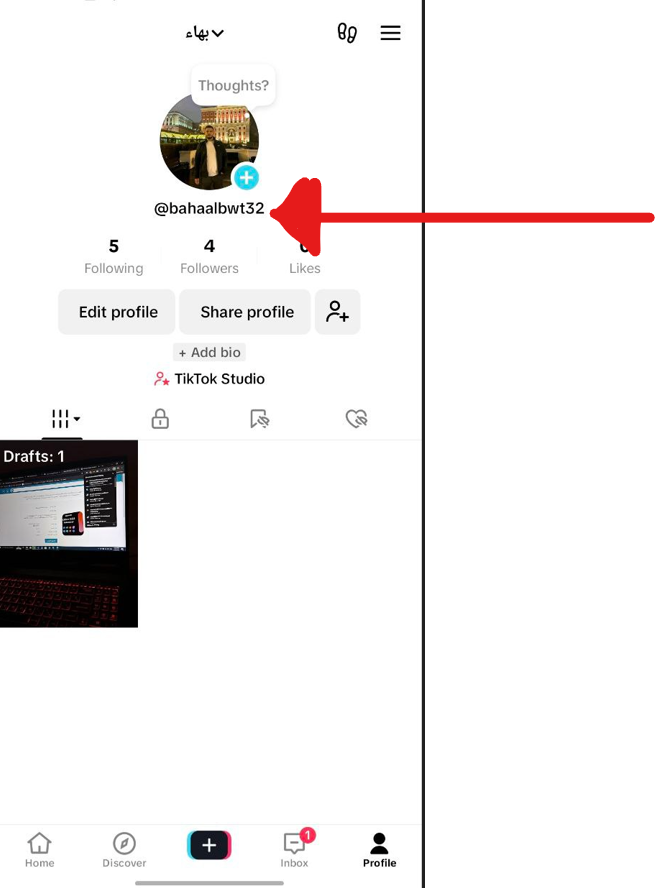 بهاء
Thoughts?
@bahaalbwt32
5 4
Following Followers Likes
Edit profile Share profile
+ Add bio
TikTok Studio
Drafts: 1
1
Home Discover Inbox Profile